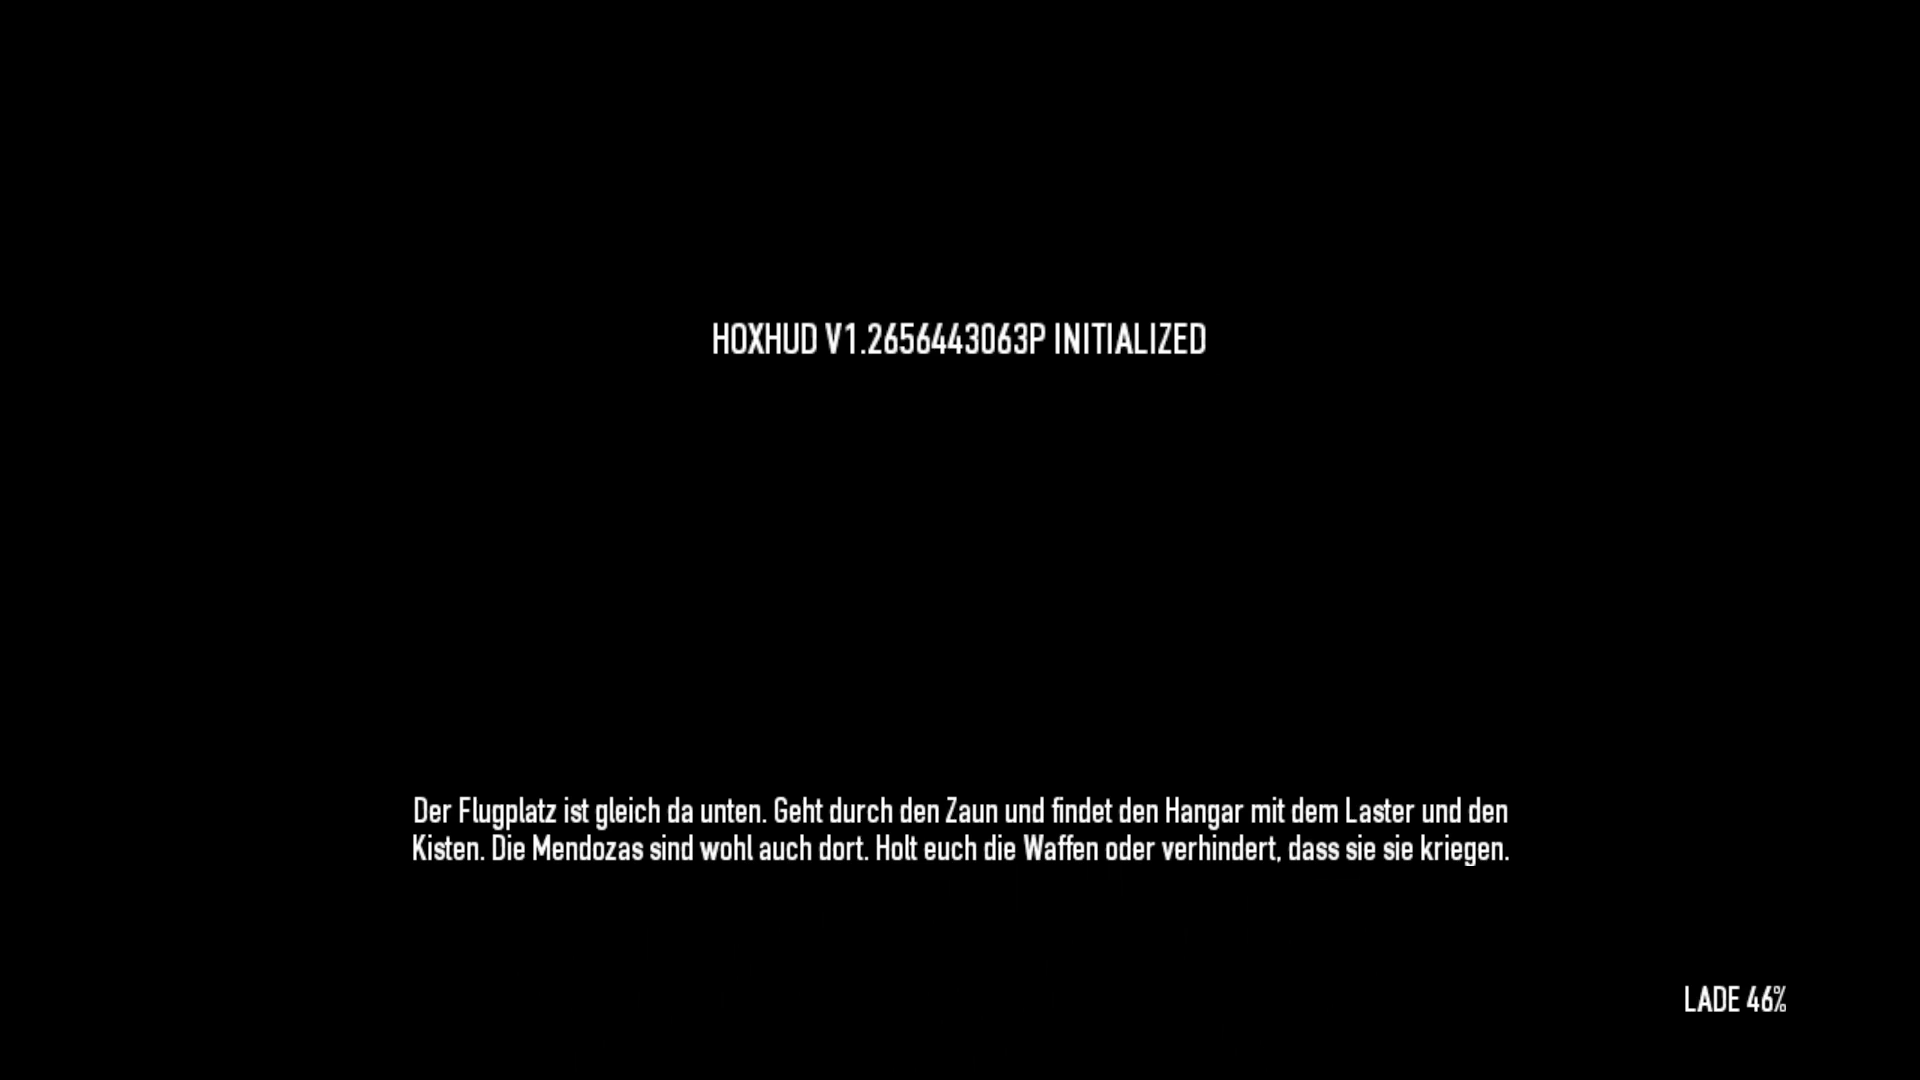 HOXHUD V1.2656443063P INITIALIZED
Der Flugplatz ist gleich da unten. Geht durch den Zaun und findet den Hangar mit dem Laster und den
Kisten. Die Mendozas sind wohl auch dort. Holt euch die Waffen oder verhindert, dass sie sie kriegen.
LADE 46%